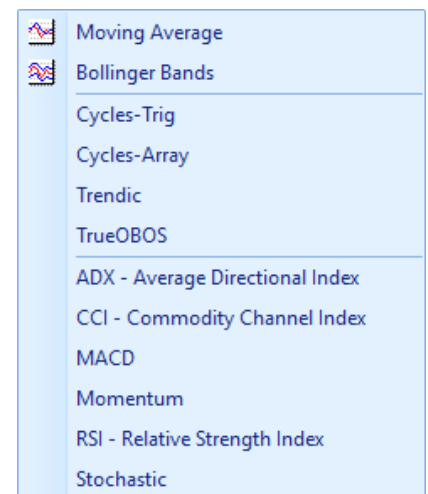 Moving Average
Bollinger Bands
Cycles-Trig
Cycles-Array
Trendic
TrueOBOS
ADX - Average Directional Index
CCI - Commodity Channel Index
MACD
Momentum
RSI - Relative Strength Index
Stochastic